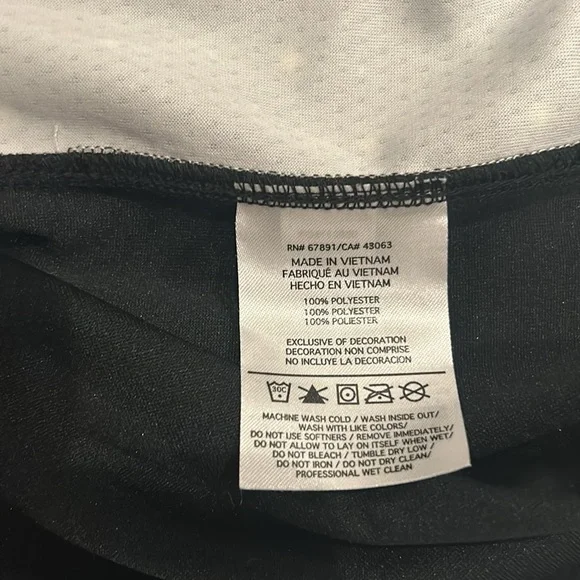 RN# 67891/CA# 43063
MADE IN VIETNAM
FABRIQUÉ AU VIETNAM
HECHO EN VIETNAM
100% POLYESTER
100% POLYESTER
100% POLIESTER
EXCLUSIVE OF DECORATION
DECORATION NON COMPRISE
NO INCLUYE LA DECORACION
30C
MACHINE WASH COLD / WASH INSIDE OUT/
WASH WITH LIKE COLORS/
DO NOT USE SOFTNERS / REMOVE IMMEDIATELY/
DO NOT ALLOW TO LAY ON ITSELF WHEN WET/
DO NOT BLEACH / TUMBLE DRY LOW /
DO NOT IRON / DO NOT DRY CLEAN/
PROFESSIONAL WET CLEAN